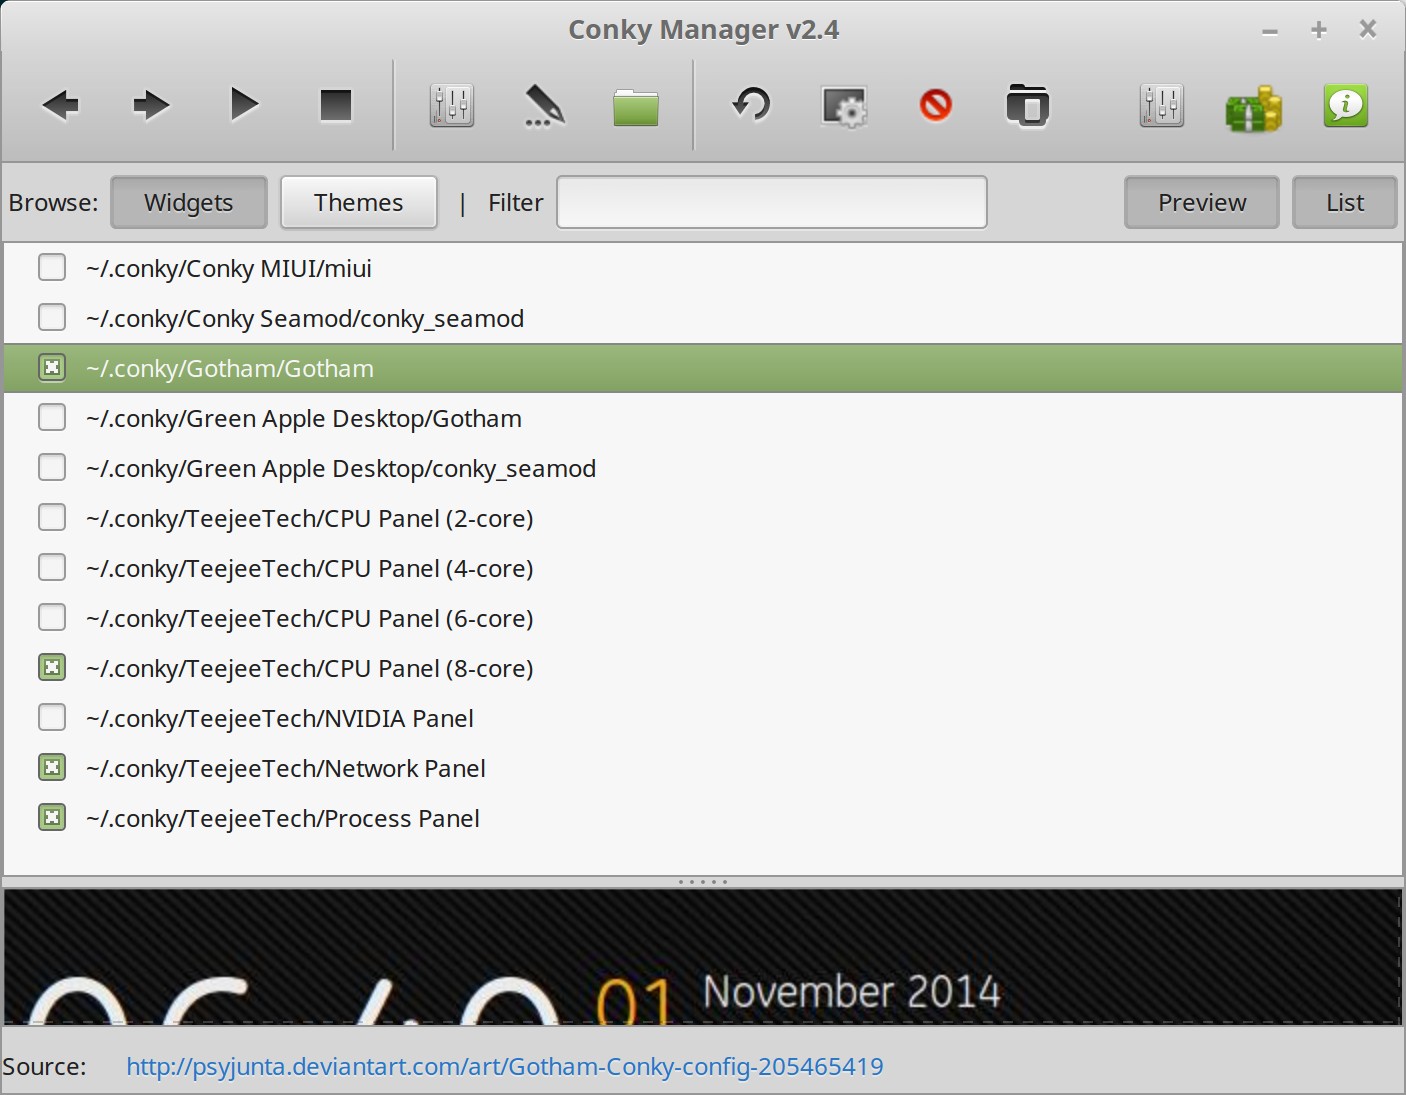 Conky Manager v2.4
Browse: Widgets Themes | Filter Preview List
~/.conky/Conky MIUI/miui
~/.conky/Conky Seamod/conky_seamod
~/.conky/Gotham/Gotham
~/.conky/Green Apple Desktop/Gotham
~/.conky/Green Apple Desktop/conky_seamod
~/.conky/TeejeeTech/CPU Panel (2-core)
~/.conky/TeejeeTech/CPU Panel (4-core)
~/.conky/TeejeeTech/CPU Panel (6-core)
~/.conky/TeejeeTech/CPU Panel (8-core)
~/.conky/TeejeeTech/NVIDIA Panel
~/.conky/TeejeeTech/Network Panel
~/.conky/TeejeeTech/Process Panel
01 November 2014
Source: http://psyjunta.deviantart.com/art/Gotham-Conky-config-205465419